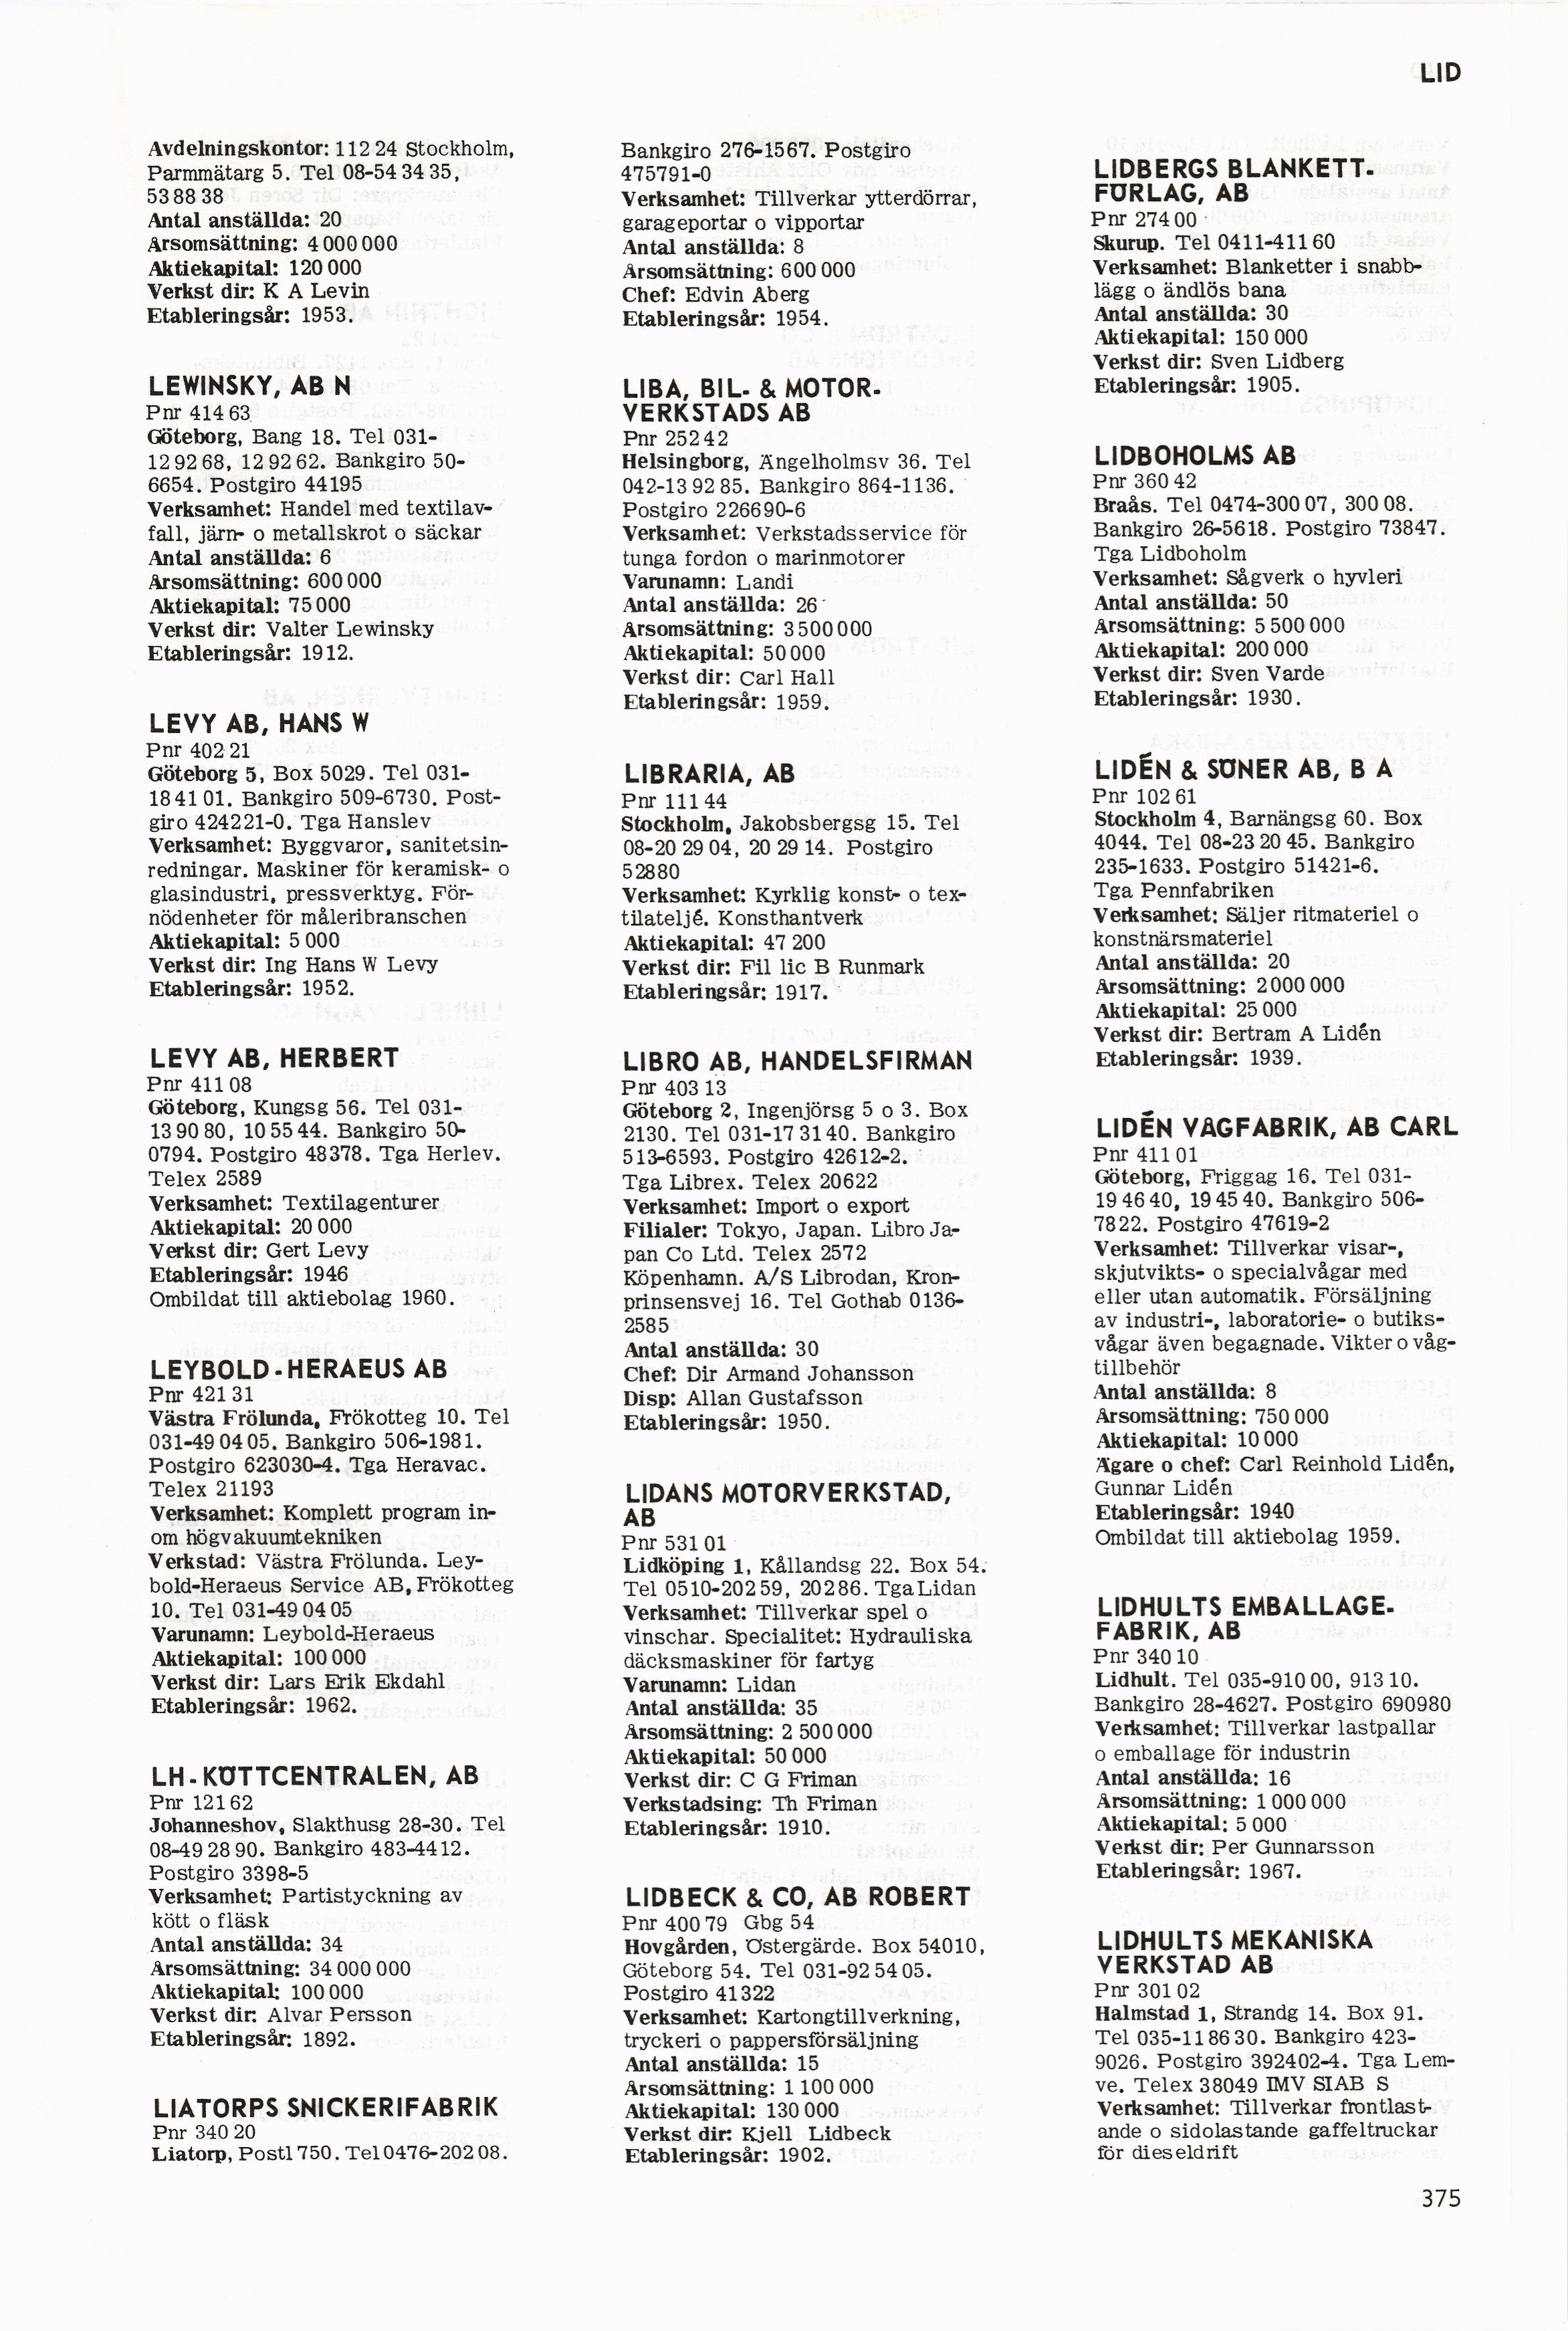 LID
Avdelningskontor: 112 24 Stockholm,
Parmmätarg 5. Tel 08-54 34 35,
53 88 38
Antal anställda: 20
Årsomsättning: 4 000 000
Aktiekapital: 120 000
Verkst dir: K A Levin
Etableringsår: 1953.
LEWINSKY, AB N
Pnr 414 63
Göteborg, Bang 18. Tel 031-
12 92 68, 12 92 62. Bankgiro 50-
6654. Postgiro 44195
Verksamhet: Handel med textilav-
fall, järn- o metallskrot o säckar
Antal anställda: 6
Årsomsättning: 600 000
Aktiekapital: 75 000
Verkst dir: Valter Lewinsky
Etableringsår: 1912.
LEVY AB, HANS W
Pnr 402 21
Göteborg 5, Box 5029. Tel 031-
18 41 01. Bankgiro 509-6730. Post-
giro 424221-0. Tga Hanslev
Verksamhet: Byggvaror, sanitetsin-
redningar. Maskiner för keramisk- o
glasindustri, pressverktyg. För-
nödenheter för måleribranschen
Aktiekapital: 5 000
Verkst dir: Ing Hans W Levy
Etableringsår: 1952.
LEVY AB, HERBERT
Pnr 411 08
Göteborg, Kungsg 56. Tel 031-
13 90 80, 10 55 44. Bankgiro 50-
0794. Postgiro 48378. Tga Herlev.
Telex 2589
Verksamhet: Textilagenturer
Aktiekapital: 20 000
Verkst dir: Gert Levy
Etableringsår: 1946
Ombildat till aktiebolag 1960.
LEYBOLD-HERAEUS AB
Pnr 421 31
Västra Frölunda, Frökotteg 10. Tel
031-49 04 05. Bankgiro 506-1981.
Postgiro 623030-4. Tga Heravac.
Telex 21193
Verksamhet: Komplett program in-
om högvakuumtekniken
Verkstad: Västra Frölunda. Ley-
bold-Heraeus Service AB, Frökotteg
10. Tel 031-49 04 05
Varunamn: Leybold-Heraeus
Aktiekapital: 100 000
Verkst dir: Lars Erik Ekdahl
Etableringsår: 1962.
LH-KÖTTCENTRALEN, AB
Pnr 121 62
Johanneshov, Slakthusg 28-30. Tel
08-49 28 90. Bankgiro 483-4412.
Postgiro 3398-5
Verksamhet: Partistyckning av
kött o fläsk
Antal anställda: 34
Årsomsättning: 34 000 000
Aktiekapital: 100 000
Verkst dir: Alvar Persson
Etableringsår: 1892.
LIATORPS SNICKERIFABRIK
Pnr 340 20
Liatorp, Postl 750. Tel 0476-202 08.
Bankgiro 276-1567. Postgiro
475791-0
Verksamhet: Tillverkar ytterdörrar,
garageportar o vipportar
Antal anställda: 8
Årsomsättning: 600 000
Chef: Edvin Åberg
Etableringsår: 1954.
LIBA, BIL- & MOTOR-
VERKSTADS AB
Pnr 252 42
Helsingborg, Ängelholmsv 36. Tel
042-13 92 85. Bankgiro 864-1136.
Postgiro 226690-6
Verksamhet: Verkstadsservice för
tunga fordon o marinmotorer
Varunamn: Landi
Antal anställda: 26
Årsomsättning: 3 500 000
Aktiekapital: 50 000
Verkst dir: Carl Hall
Etableringsår: 1959.
LIBRARIA, AB
Pnr 111 44
Stockholm, Jakobsbergsg 15. Tel
08-20 29 04, 20 29 14. Postgiro
52880
Verksamhet: Kyrklig konst- o tex-
tilateljé. Konsthantverk
Aktiekapital: 47 200
Verkst dir: Fil lic B Runmark
Etableringsår: 1917.
LIBRO AB, HANDELSFIRMAN
Pnr 403 13
Göteborg 2, Ingenjörsg 5 o 3. Box
2130. Tel 031-17 31 40. Bankgiro
513-6593. Postgiro 42612-2.
Tga Librex. Telex 20622
Verksamhet: Import o export
Filialer: Tokyo, Japan. Libro Ja-
pan Co Ltd. Telex 2572
Köpenhamn. A/S Librodan, Kron-
prinsensvej 16. Tel Gothab 0136-
2585
Antal anställda: 30
Chef: Dir Armand Johansson
Disp: Allan Gustafsson
Etableringsår: 1950.
LIDANS MOTORVERKSTAD,
AB
Pnr 531 01
Lidköping 1, Kållandsg 22. Box 54.
Tel 0510-202 59, 202 86. Tga Lidan
Verksamhet: Tillverkar spel o
vinschar. Specialitet: Hydrauliska
däcksmaskiner för fartyg
Varunamn: Lidan
Antal anställda: 35
Årsomsättning: 2 500 000
Aktiekapital: 50 000
Verkst dir: C G Friman
Verkstadsing: Th Friman
Etableringsår: 1910.
LIDBECK & CO, AB ROBERT
Pnr 400 79 Gbg 54
Hovgården, Östergärde. Box 54010,
Göteborg 54. Tel 031-92 54 05.
Postgiro 41322
Verksamhet: Kartongtillverkning,
tryckeri o pappersförsäljning
Antal anställda: 15
Årsomsättning: 1 100 000
Aktiekapital: 130 000
Verkst dir: Kjell Lidbeck
Etableringsår: 1902.
LIDBERGS BLANKETT-
FÖRLAG, AB
Pnr 274 00
Skurup. Tel 0411-411 60
Verksamhet: Blanketter i snabb-
lägg o ändlös bana
Antal anställda: 30
Aktiekapital: 150 000
Verkst dir: Sven Lidberg
Etableringsår: 1905.
LIDBOHOLMS AB
Pnr 360 42
Braås. Tel 0474-300 07, 300 08.
Bankgiro 26-5618. Postgiro 73847.
Tga Lidboholm
Verksamhet: Sågverk o hyvleri
Antal anställda: 50
Årsomsättning: 5 500 000
Aktiekapital: 200 000
Verkst dir: Sven Varde
Etableringsår: 1930.
LIDÉN & SÖNER AB, B A
Pnr 102 61
Stockholm 4, Barnängsg 60. Box
4044. Tel 08-23 20 45. Bankgiro
235-1633. Postgiro 51421-6.
Tga Pennfabriken
Verksamhet: Säljer ritmateriel o
konstnärsmateriel
Antal anställda: 20
Årsomsättning: 2 000 000
Aktiekapital: 25 000
Verkst dir: Bertram A Lidén
Etableringsår: 1939.
LIDÉN VÅGFABRIK, AB CARL
Pnr 411 01
Göteborg, Friggag 16. Tel 031-
19 46 40, 19 45 40. Bankgiro 506-
7822. Postgiro 47619-2
Verksamhet: Tillverkar visar-,
skjutvikts- o specialvågar med
eller utan automatik. Försäljning
av industri-, laboratorie- o butiks-
vågar även begagnade. Vikter o våg-
tillbehör
Antal anställda: 8
Årsomsättning: 750 000
Aktiekapital: 10 000
Ägare o chef: Carl Reinhold Lidén,
Gunnar Lidén
Etableringsår: 1940
Ombildat till aktiebolag 1959.
LIDHULTS EMBALLAGE-
FABRIK, AB
Pnr 340 10
Lidhult. Tel 035-910 00, 913 10.
Bankgiro 28-4627. Postgiro 690980
Verksamhet: Tillverkar lastpallar
o emballage för industrin
Antal anställda: 16
Årsomsättning: 1 000 000
Aktiekapital: 5 000
Verkst dir: Per Gunnarsson
Etableringsår: 1967.
LIDHULTS MEKANISKA
VERKSTAD AB
Pnr 301 02
Halmstad 1, Strandg 14. Box 91.
Tel 035-11 86 30. Bankgiro 423-
9026. Postgiro 392402-4. Tga Lem-
ve. Telex 38049 IMV SIAB S
Verksamhet: Tillverkar frontlast-
ande o sidolastande gaffeltruckar
för dieseldrift
375